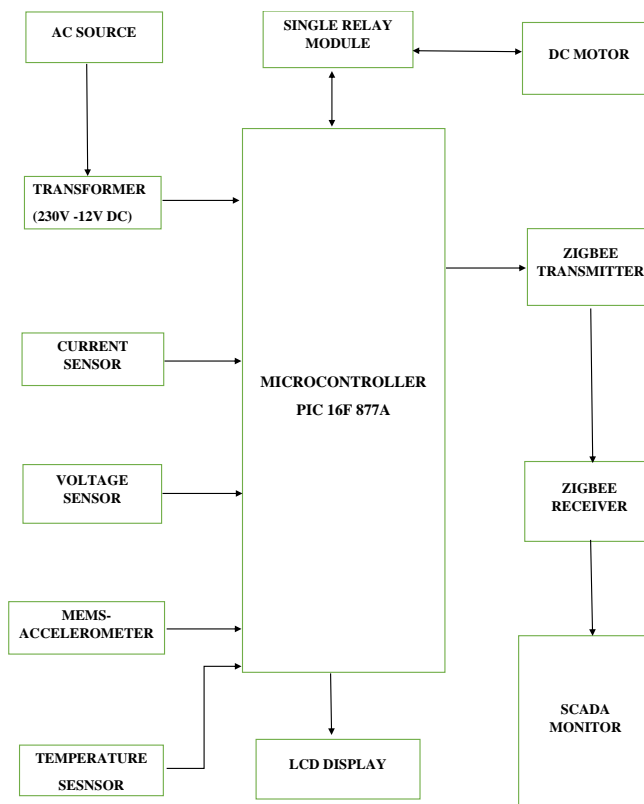 AC SOURCE
SINGLE RELAY
MODULE
DC MOTOR
TRANSFORMER
(230V -12V DC)
ZIGBEE
TRANSMITTER
CURRENT
SENSOR
MICROCONTROLLER
PIC 16F 877A
VOLTAGE
SENSOR
ZIGBEE
RECEIVER
MEMS-
ACCELEROMETER
SCADA
MONITOR
TEMPERATURE
SESNSOR
LCD DISPLAY